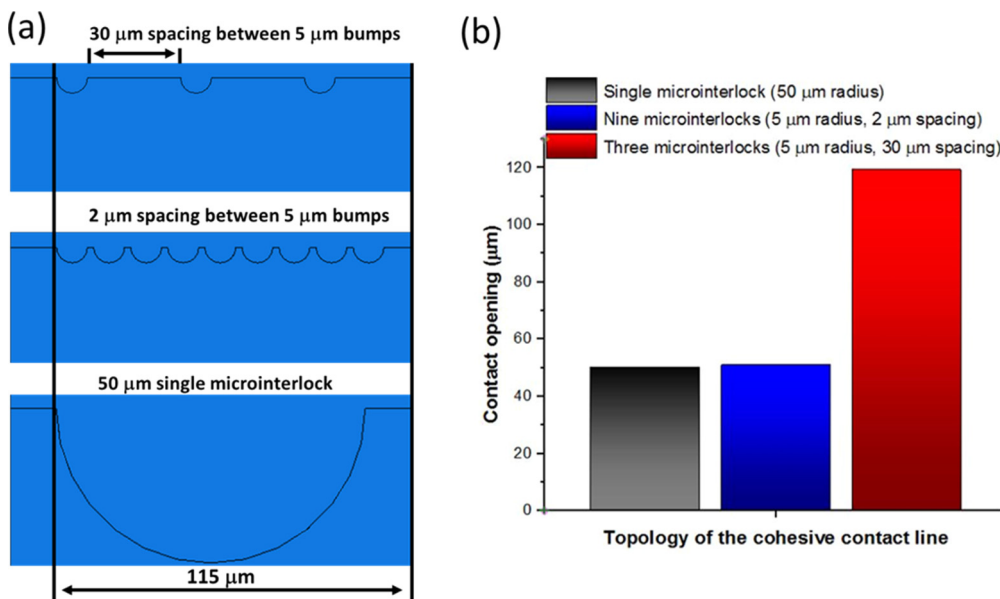 (a)
30 μm spacing between 5 μm bumps
2 μm spacing between 5 μm bumps
50 μm single microinterlock
115 μm
(b)
Single microinterlock (50 μm radius)
Nine microinterlocks (5 μm radius, 2 μm spacing)
Three microinterlocks (5 μm radius, 30 μm spacing)
120
100
80
60
40
20
0
Contact opening (μm)
Topology of the cohesive contact line